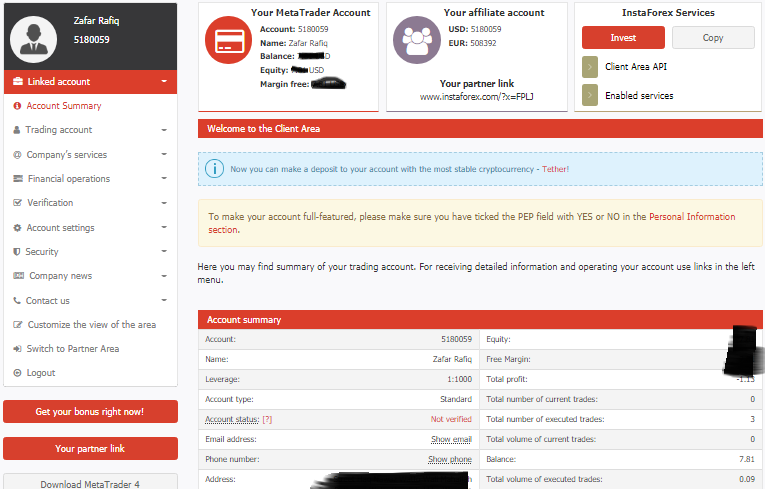 Zafar Rafiq
5180059
Linked account
Account Summary
Trading account
Company's services
Financial operations
Verification
Account settings
Security
Company news
Contact us
Customize the view of the area
Switch to Partner Area
Logout
Get your bonus right now!
Your partner link
Download MetaTrader 4
Your MetaTrader Account
Account: 5180059
Name: Zafar Rafiq
Balance:
Equity: USD
Margin free:
Your affiliate account
USD: 5180059
EUR: 508392
Your partner link
www.instaforex.com/?x=FPLJ
InstaForex Services
Invest Copy
Client Area API
Enabled services
Welcome to the Client Area
Now you can make a deposit to your account with the most stable cryptocurrency - Tether!
To make your account full-featured, please make sure you have ticked the PEP field with YES or NO in the Personal Information
section.
Here you may find summary of your trading account. For receiving detailed information and operating your account use links in the left
menu.
Account summary
Account: 5180059 Equity:
Name: Zafar Rafiq Free Margin:
Leverage: 1:1000 Total profit: -1.13
Account type: Standard Total number of current trades: 0
Account status: [?] Not verified Total number of executed trades: 3
Email address: Show email Total volume of current trades: 0
Phone number: Show phone Balance: 7.81
Address: Total volume of executed trades: 0.09